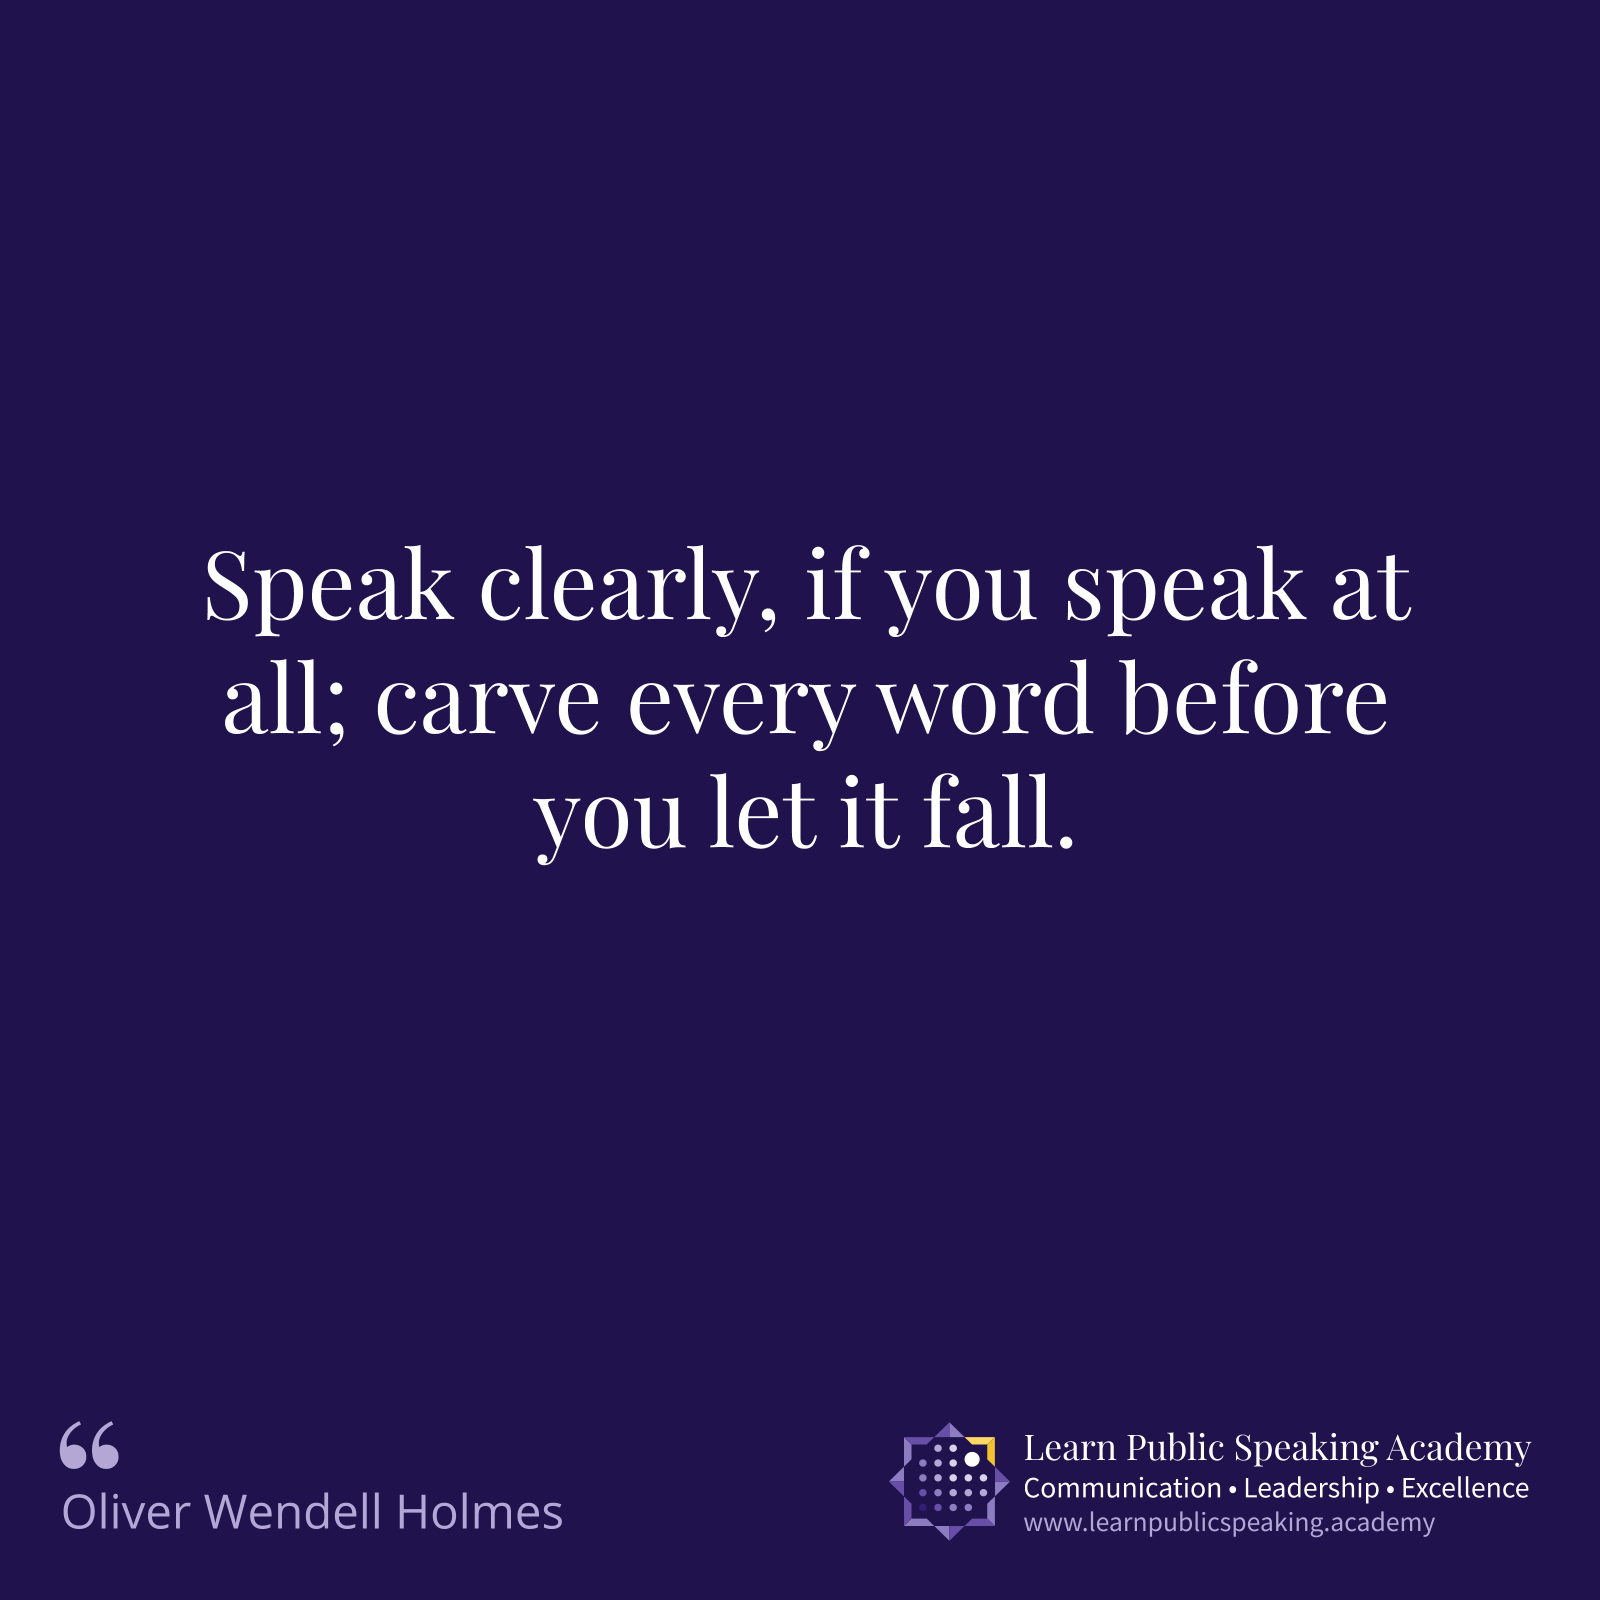 Speak clearly, if you speak at
all; carve every word before
you let it fall.
“
Oliver Wendell Holmes
Learn Public Speaking Academy
Communication • Leadership • Excellence
www.learnpublicspeaking.academy